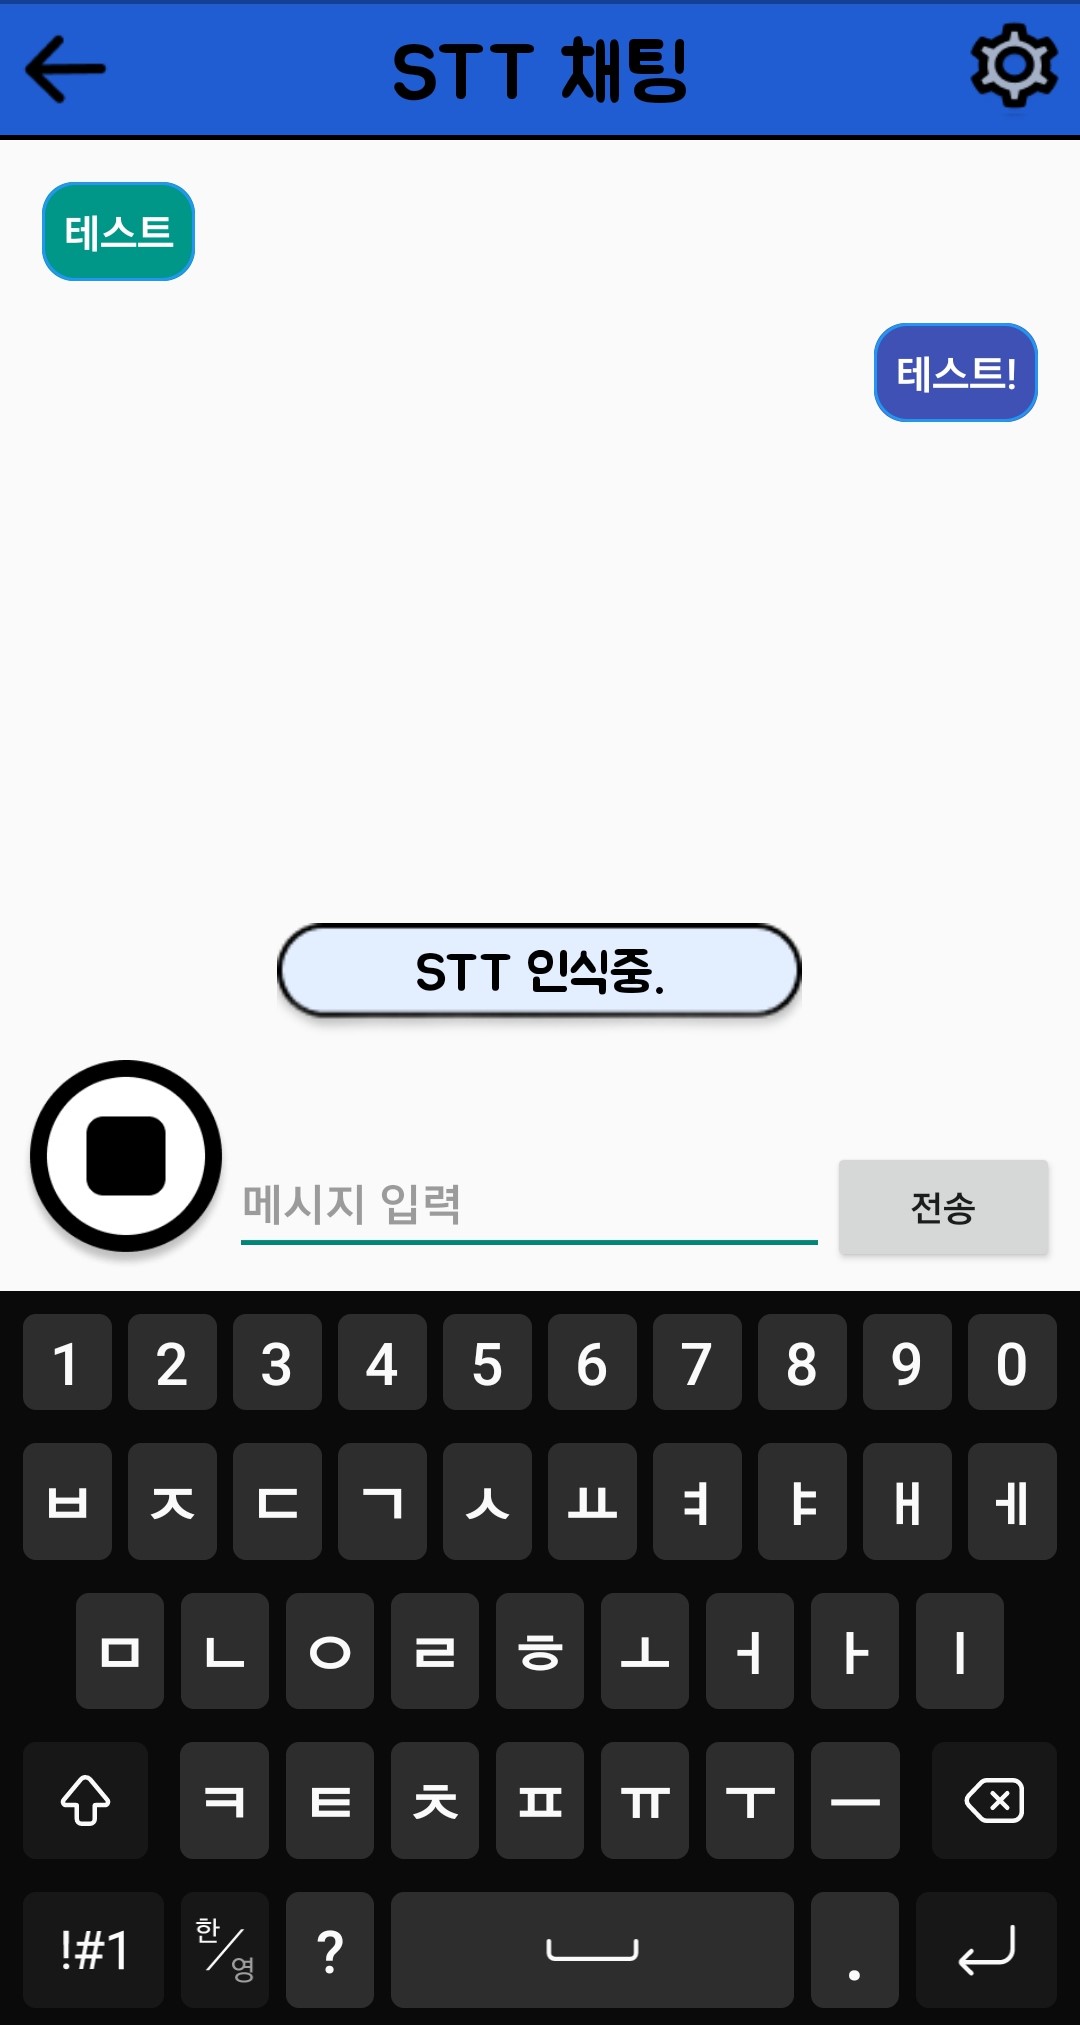 STT 채팅
테스트
테스트!
STT 인식중.
메시지 입력
전송
1 2 3 4 5 6 7 8 9 0
ㅂ ㅈ ㄷ ㄱ ㅅ ㅛ ㅕ ㅑ ㅐ ㅔ
ㅁ ㄴ ㅇ ㄹ ㅎ ㅗ ㅓ ㅏ ㅣ
ㅋ ㅌ ㅊ ㅍ ㅠ ㅜ ㅡ
!#1 한/영 ? .